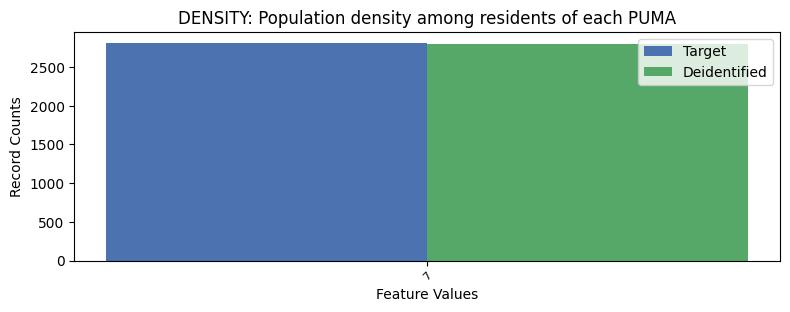 DENSITY: Population density among residents of each PUMA
Target
Deidentified
Record Counts
2500
2000
1500
1000
500
0
7
Feature Values